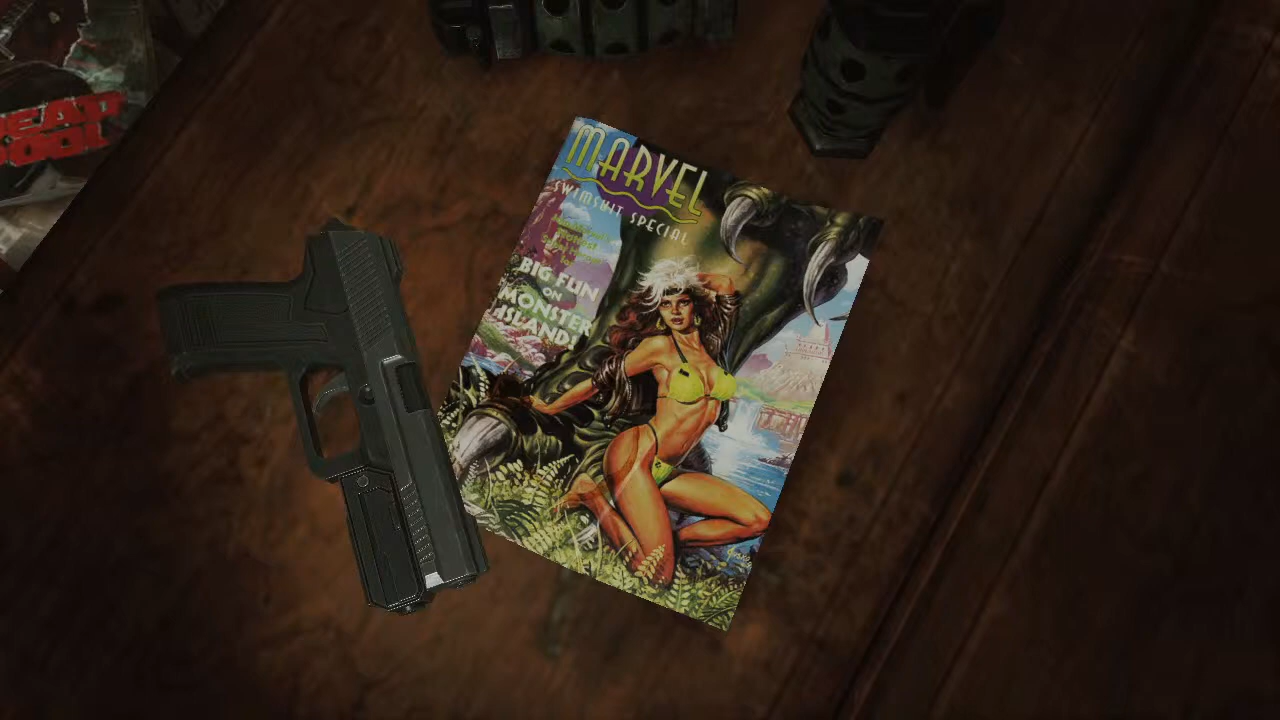 DEAD
POOL
MARVEL
SWIMSUIT SPECIAL
BIG FUN
ON
MONSTER
ISLAND!